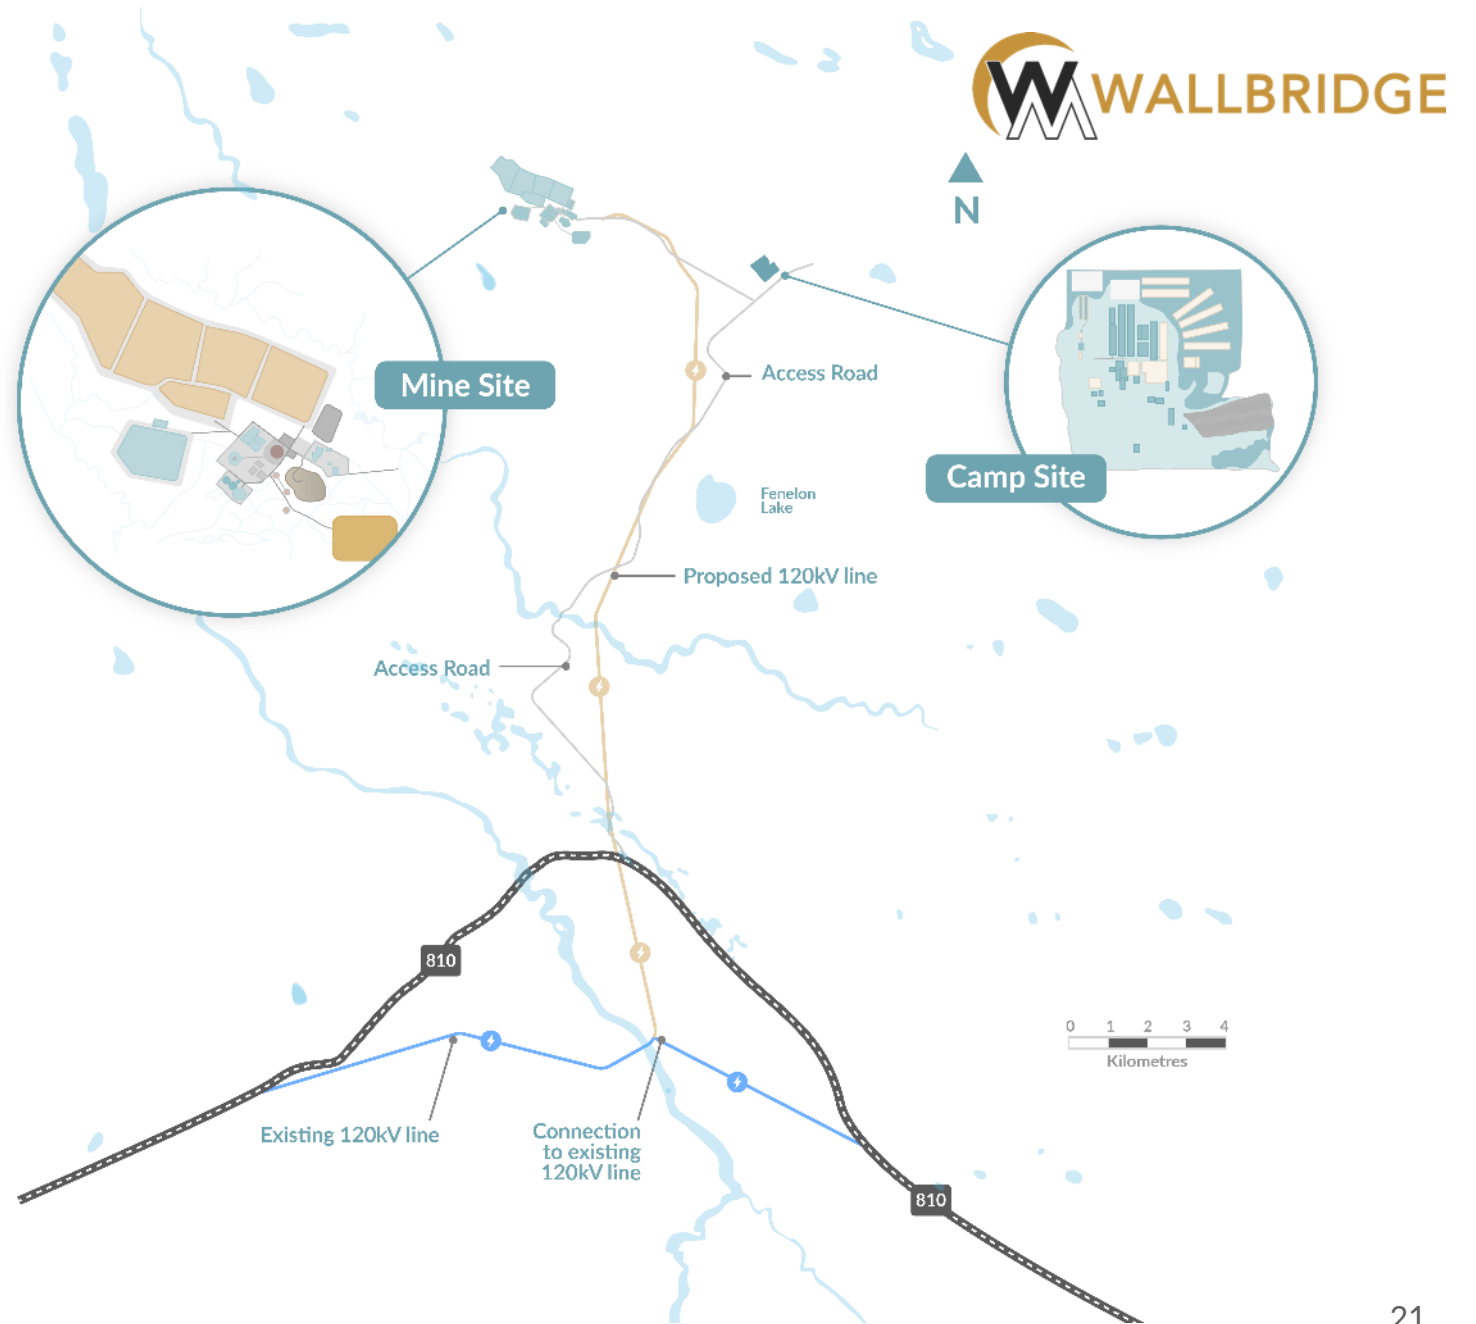 WM WALLBRIDGE
N
Mine Site
Access Road
Camp Site
Fenelon
Lake
Proposed 120kV line
Access Road
810
0 1 2 3 4
Kilometres
Existing 120kV line
Connection
to existing
120kV line
810
21